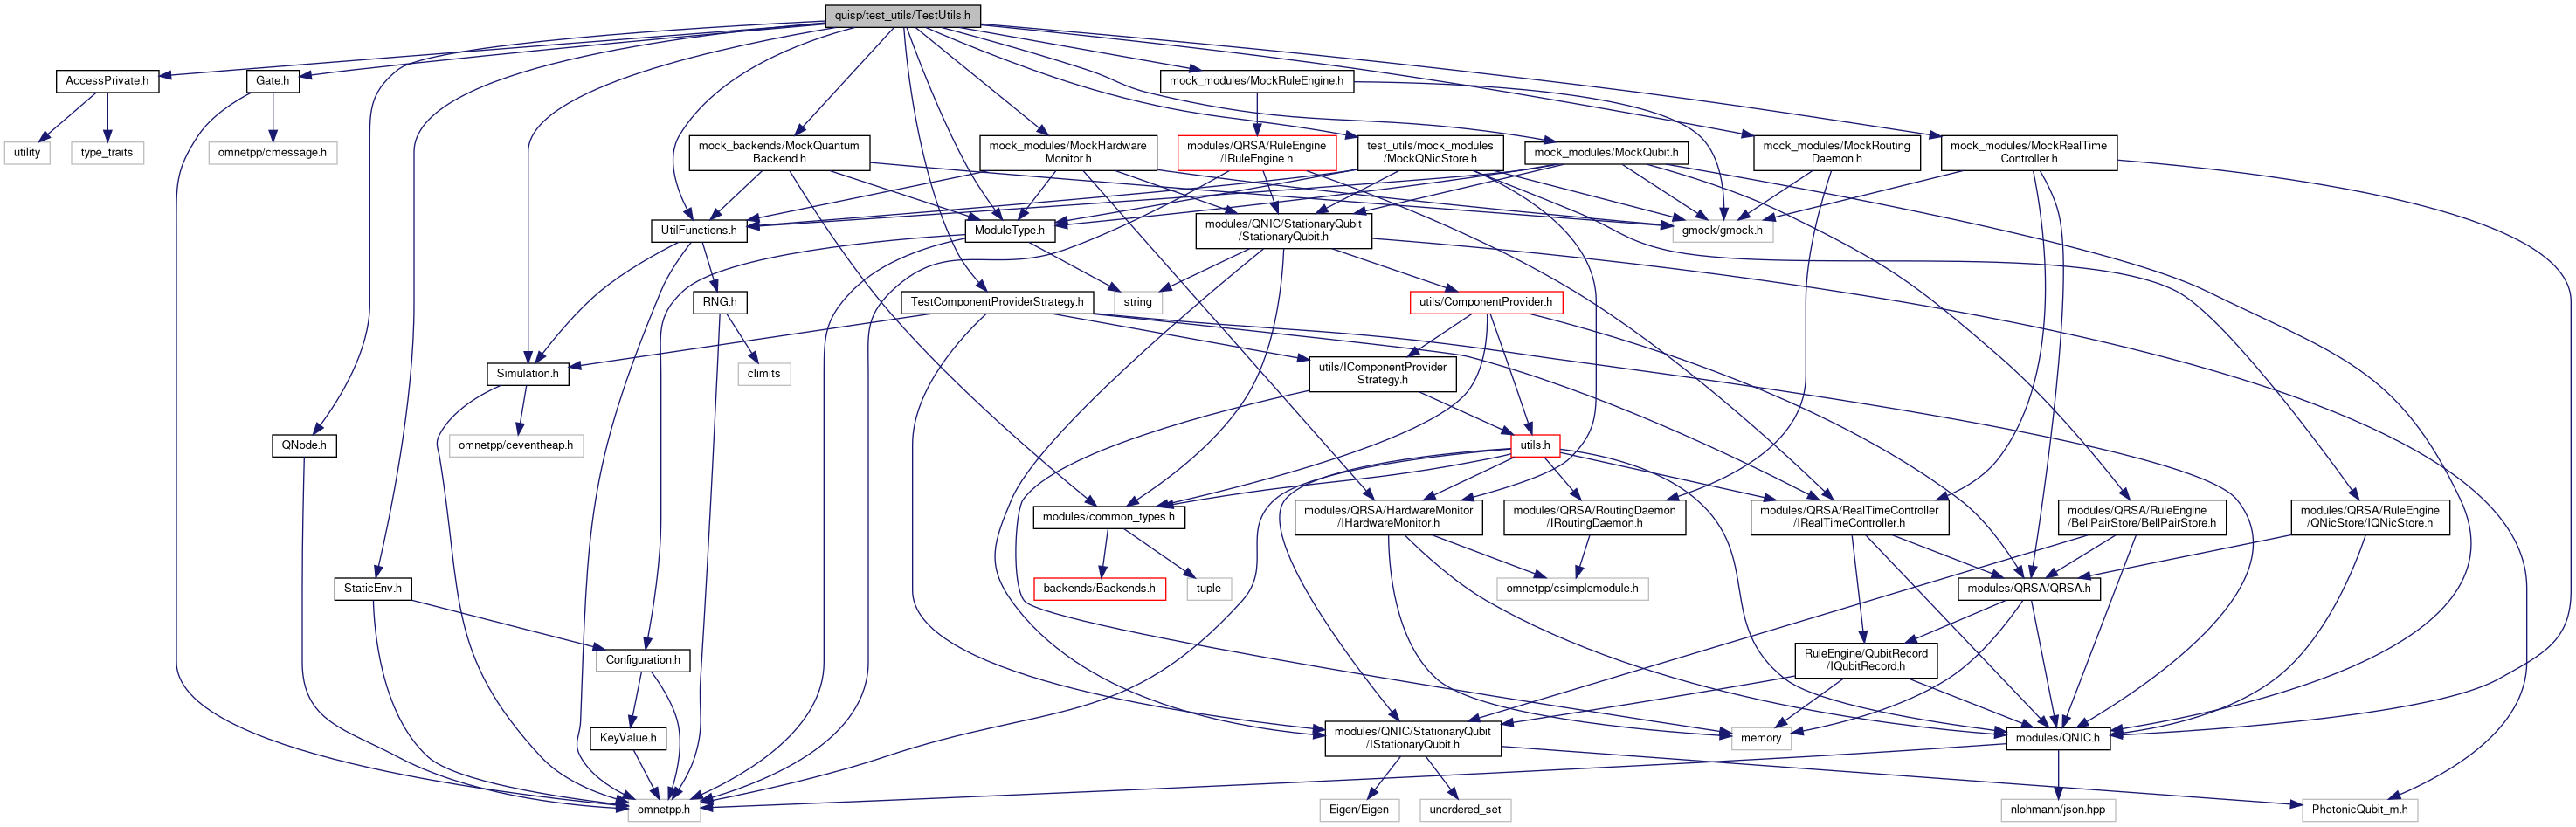 quisp/test_utils/TestUtils.h
AccessPrivate.h
Gate.h
mock_modules/MockRuleEngine.h
utility
type_traits
omnetpp/cmessage.h
mock_backends/MockQuantum
Backend.h
mock_modules/MockHardware
Monitor.h
modules/QRSA/RuleEngine
/IRuleEngine.h
test_utils/mock_modules
/MockQNicStore.h
mock_modules/MockQubit.h
mock_modules/MockRouting
Daemon.h
mock_modules/MockRealTime
Controller.h
UtilFunctions.h
ModuleType.h
modules/QNIC/StationaryQubit
/StationaryQubit.h
gmock/gmock.h
RNG.h
TestComponentProviderStrategy.h
string
utils/ComponentProvider.h
Simulation.h
climits
utils/IComponentProvider
Strategy.h
QNode.h
omnetpp/ceventheap.h
utils.h
modules/common_types.h
modules/QRSA/HardwareMonitor
/IHardwareMonitor.h
modules/QRSA/RoutingDaemon
/IRoutingDaemon.h
modules/QRSA/RealTimeController
/IRealTimeController.h
modules/QRSA/RuleEngine
/BellPairStore/BellPairStore.h
modules/QRSA/RuleEngine
/QNicStore/IQNicStore.h
StaticEnv.h
backends/Backends.h
tuple
omnetpp/csimplemodule.h
modules/QRSA/QRSA.h
Configuration.h
RuleEngine/QubitRecord
/IQubitRecord.h
KeyValue.h
modules/QNIC/StationaryQubit
/IStationaryQubit.h
memory
modules/QNIC.h
omnetpp.h
Eigen/Eigen
unordered_set
nlohmann/json.hpp
PhotonicQubit_m.h